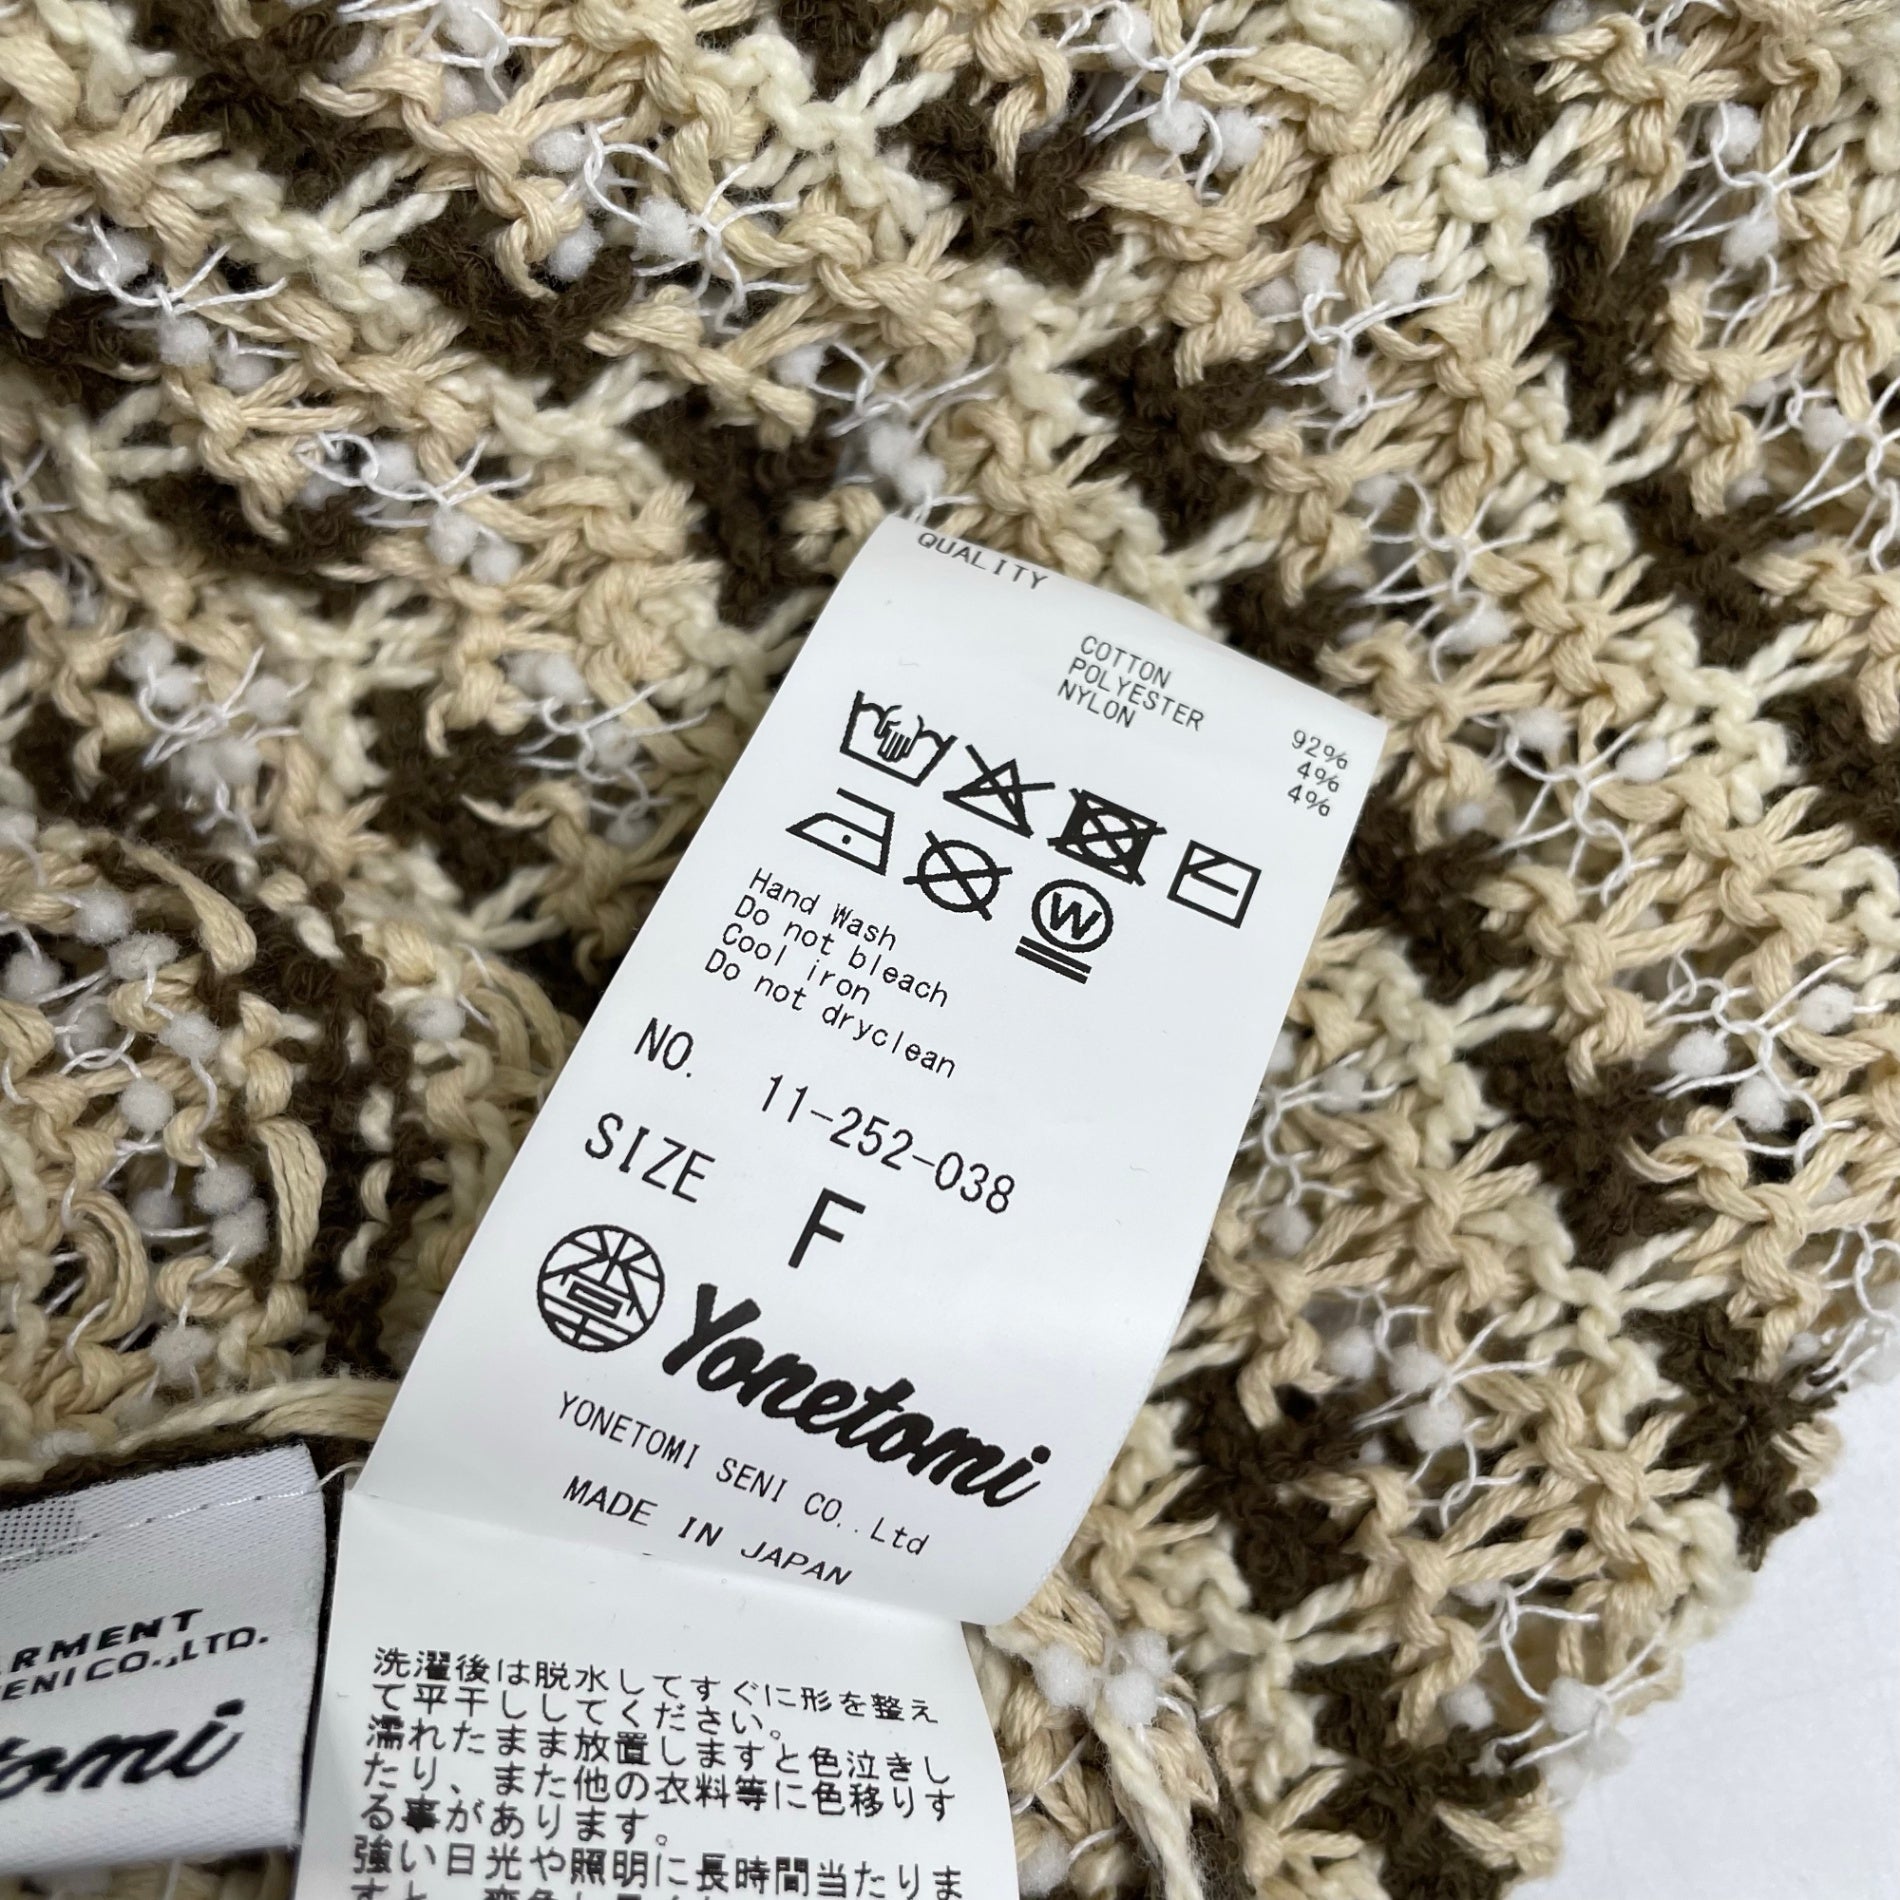 QUALITY
COTTON 92%
POLYESTER 4%
NYLON 4%
W
Hand Wash
Do not bleach
Cool iron
Do not dryclean
NO. 11-252-038
SIZE F
Yonetomi
YONETOMI SENI CO.,Ltd
MADE IN JAPAN
洗濯後は脱水してすぐに形を整え
て平干ししてください。
濡れたまま放置しますと色泣きし
たり、また他の衣料等に色移りす
る事があります。
強い日光や照明に長時間当たりま